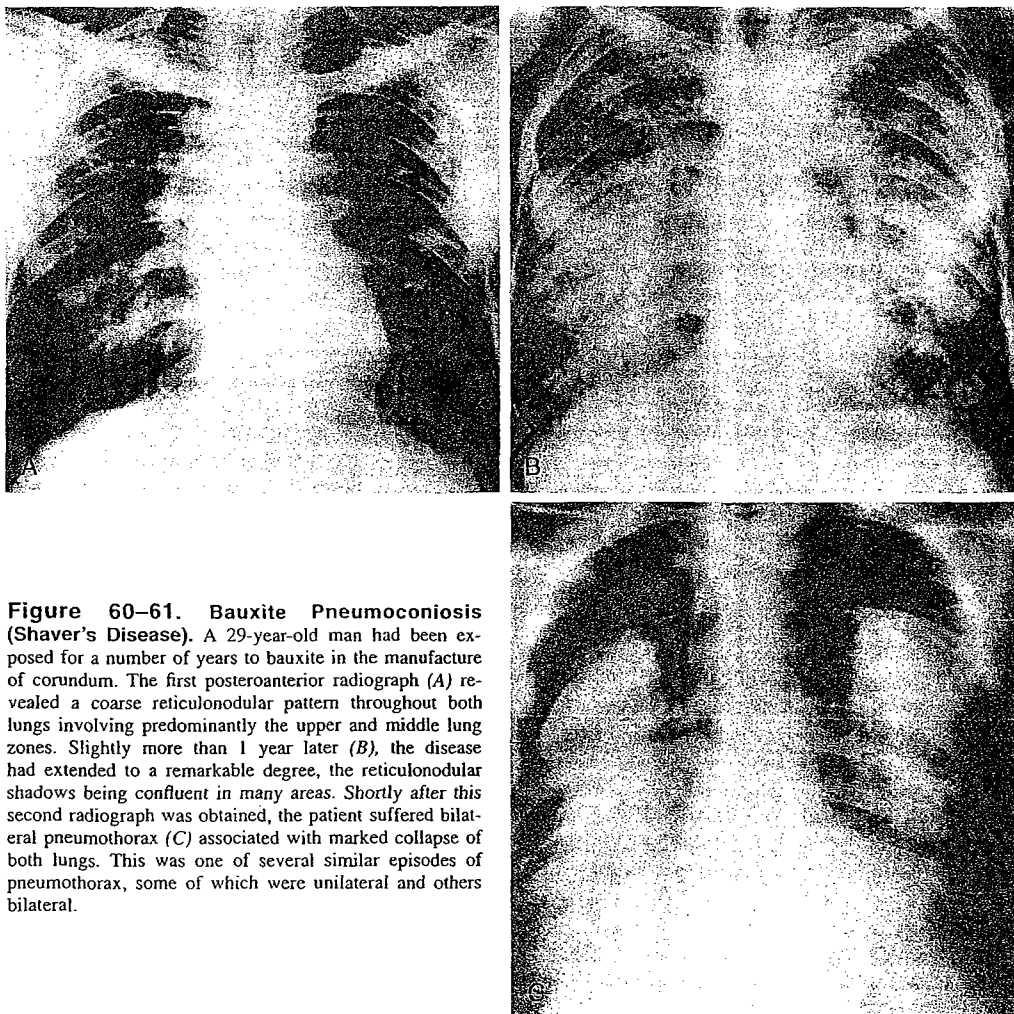 A
B
Figure 60–61. Bauxite Pneumoconiosis
(Shaver's Disease). A 29-year-old man had been ex-
posed for a number of years to bauxite in the manufacture
of corundum. The first posteroanterior radiograph (A) re-
vealed a coarse reticulonodular pattern throughout both
lungs involving predominantly the upper and middle lung
zones. Slightly more than 1 year later (B), the disease
had extended to a remarkable degree, the reticulonodular
shadows being confluent in many areas. Shortly after this
second radiograph was obtained, the patient suffered bilat-
eral pneumothorax (C) associated with marked collapse of
both lungs. This was one of several similar episodes of
pneumothorax, some of which were unilateral and others
bilateral.
C